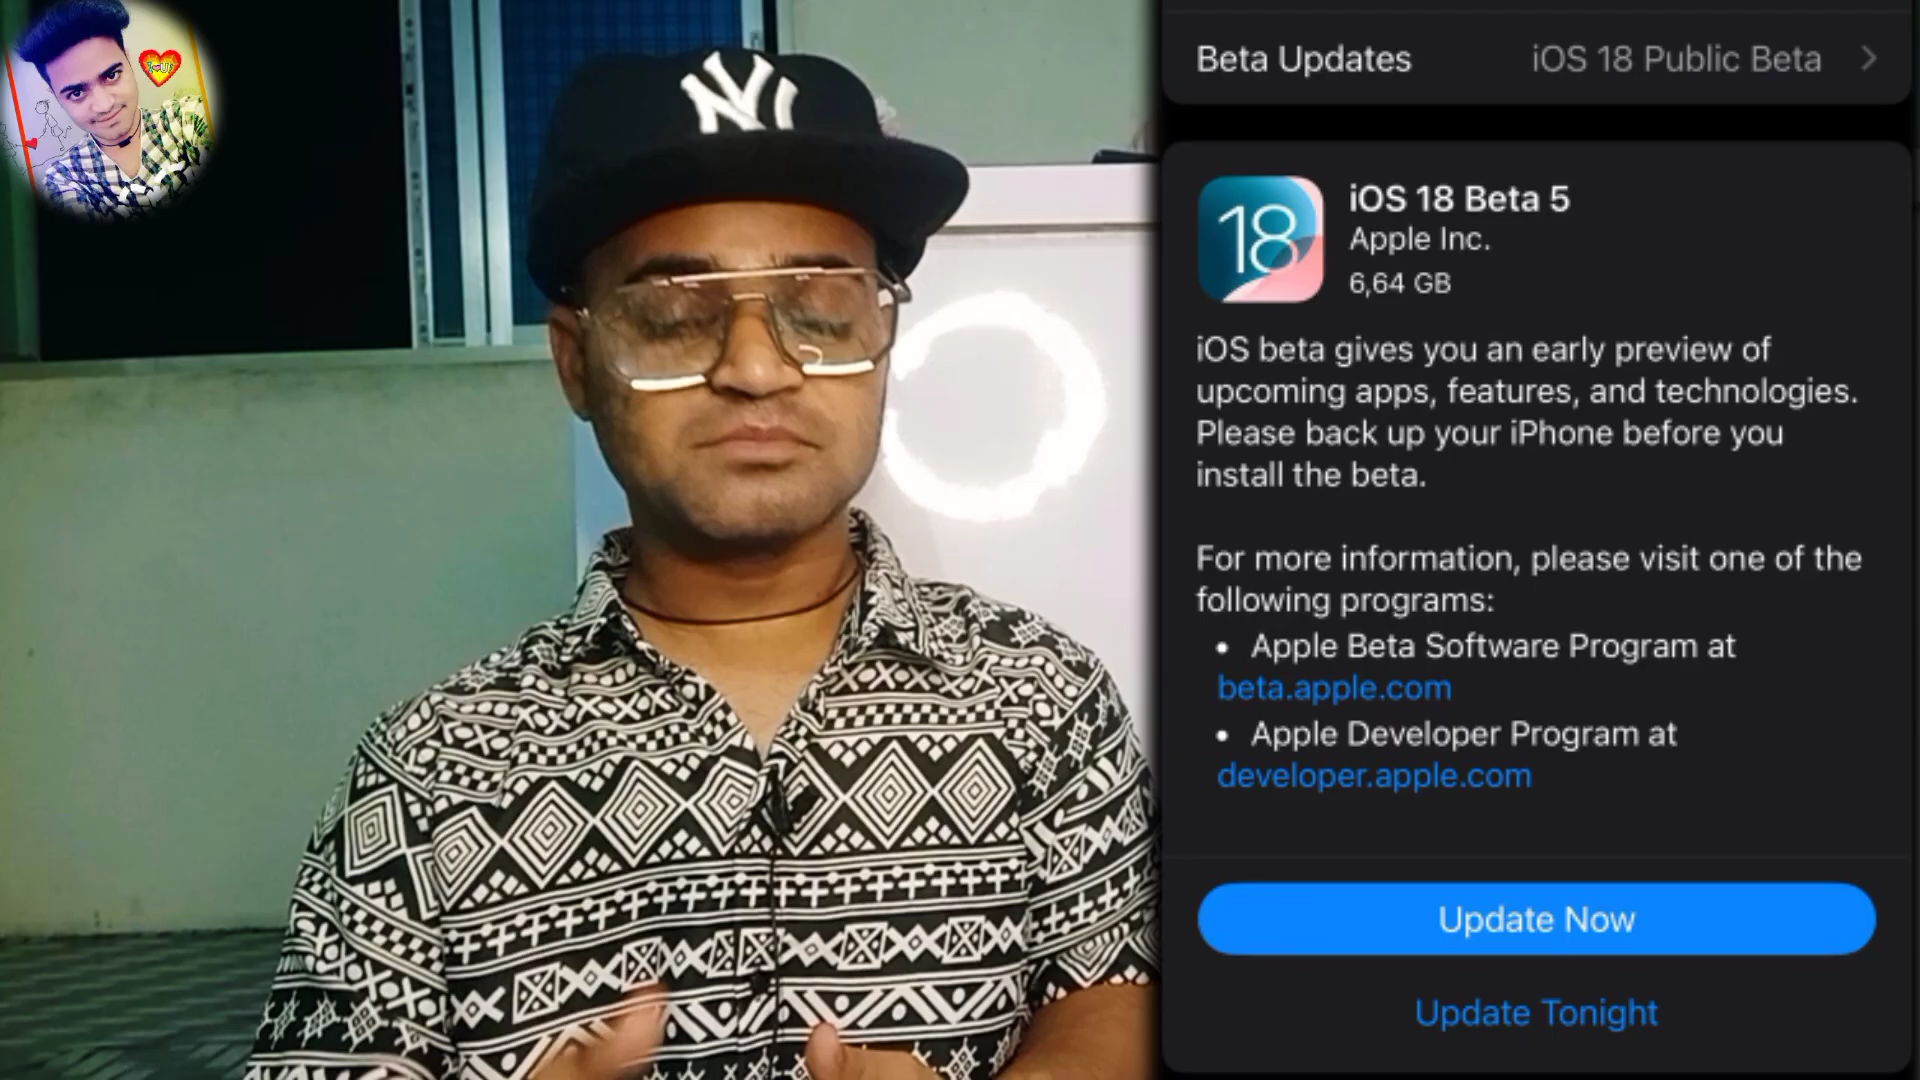 NY
Beta Updates iOS 18 Public Beta >
18
iOS 18 Beta 5
Apple Inc.
6,64 GB
iOS beta gives you an early preview of
upcoming apps, features, and technologies.
Please back up your iPhone before you
install the beta.
For more information, please visit one of the
following programs:
• Apple Beta Software Program at
beta.apple.com
• Apple Developer Program at
developer.apple.com
Update Now
Update Tonight